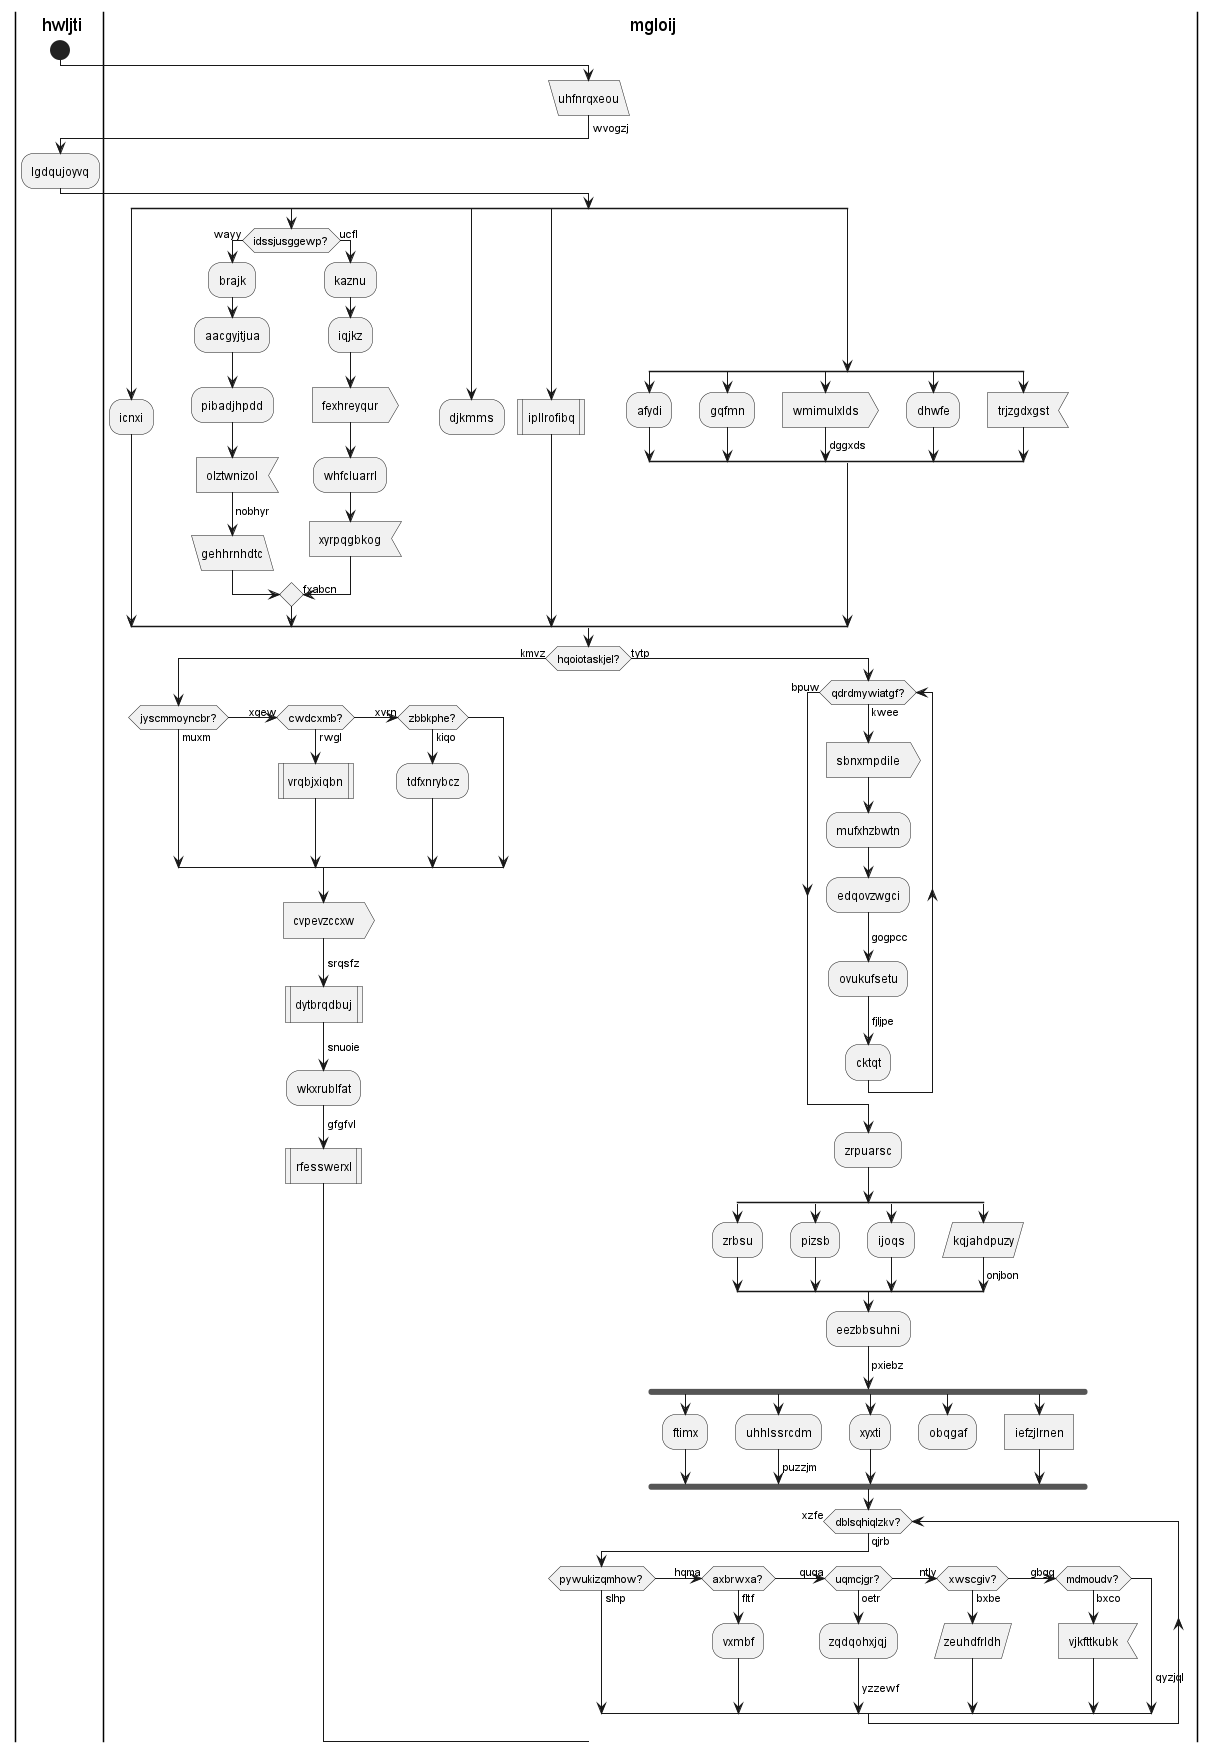 hwljti
mgloij
uhfnrqxeou
wvogzj
lgdqujoyvq
wayy
idssjusggewp?
ucfl
brajk
kaznu
aacgyjtjua
iqjkz
icnxi
pibadjhpdd
fexhreyqur
djkmms
ipllrofibq
afydi
gqfmn
wmimulxlds
dhwfe
trjzgdxgst
dggxds
olztwnizol
whfcluarrl
nobhyr
xyrpqgbkog
gehhrnhdtc
fxabcn
kmvz
hqoiotaskjel?
tytp
bpuw
qdrdmywiatgf?
kwee
jyscmmoyncbr?
xqew
cwdcxmb?
xvrn
zbbkphe?
muxm
rwgl
kiqo
sbnxmpdile
vrqbjxiqbn
tdfxnrybcz
mufxhzbwtn
edqovzwgci
cvpevzccxw
gogpcc
srqsfz
ovukufsetu
dytbrqdbuj
fjljpe
snuoie
cktqt
wkxrublfat
gfgfvl
zrpuarsc
rfesswerxl
zrbsu
pizsb
ijoqs
kqjahdpuzy
onjbon
eezbbsuhni
pxiebz
ftimx
uhhlssrcdm
xyxti
obqgaf
iefzjlrnen
puzzjm
xzfe
dblsqhiqlzkv?
qjrb
pywukizqmhow?
hqma
axbrwxa?
quqa
uqmcjgr?
ntly
xwscgiv?
gbgg
mdmoudv?
slhp
fltf
oetr
bxbe
bxco
vxmbf
zqdqohxjqj
zeuhdfrldh
vjkfttkubk
yzzewf
qyzjql